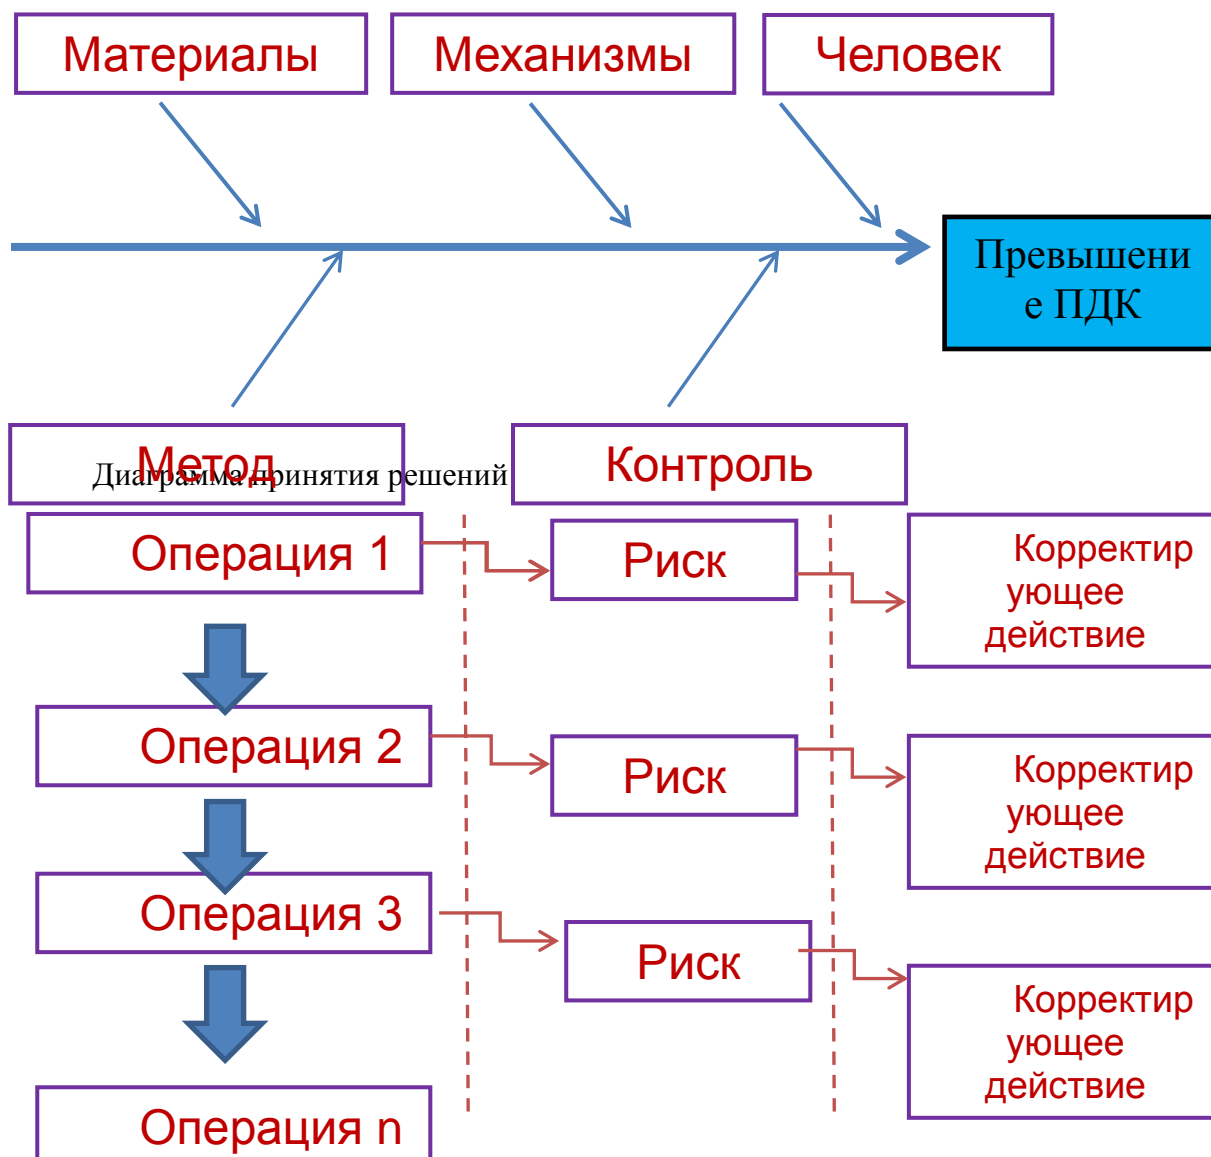 Материалы
Механизмы
Человек
Превышени
е ПДК
Метод
Контроль
Диаграмма принятия решений
Операция 1
Риск
Корректир
ующее
действие
Операция 2
Риск
Корректир
ующее
действие
Операция 3
Риск
Корректир
ующее
действие
Операция n